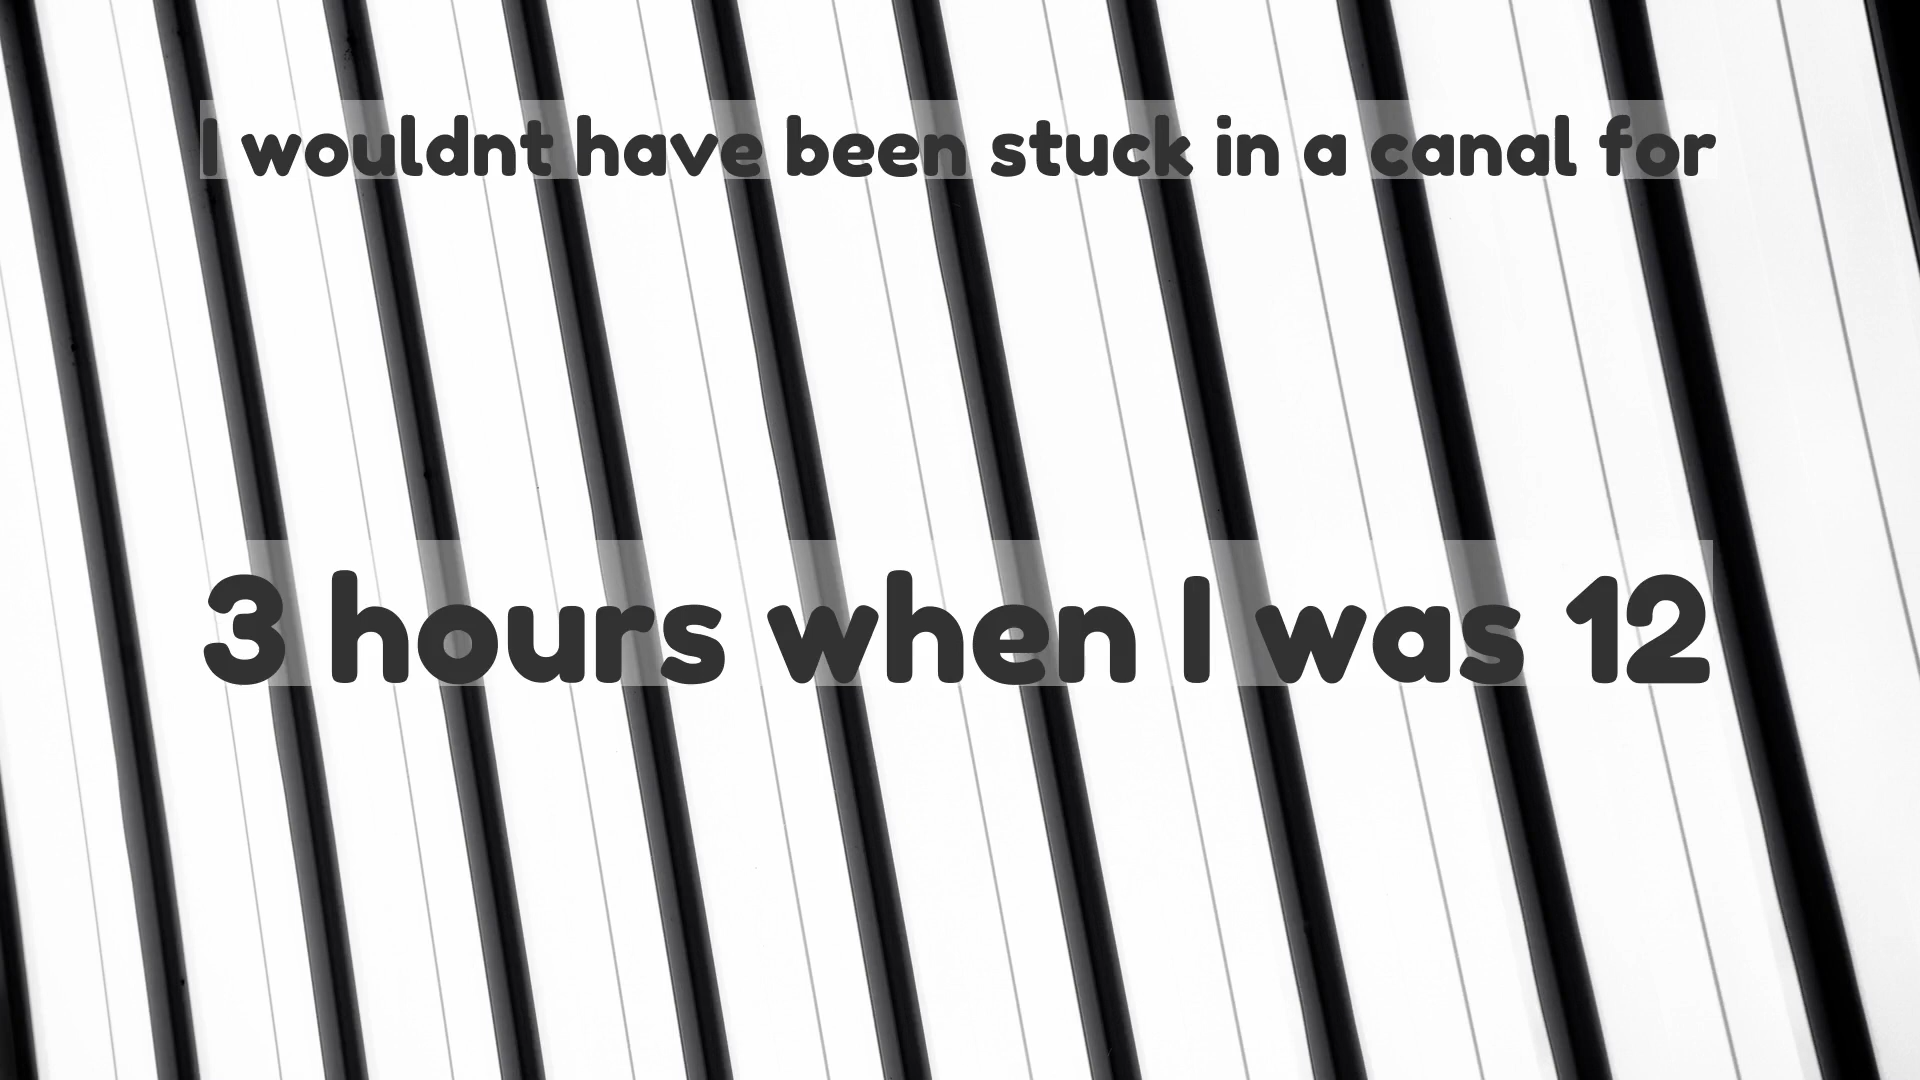 I wouldnt have been stuck in a canal for
3 hours when I was 12